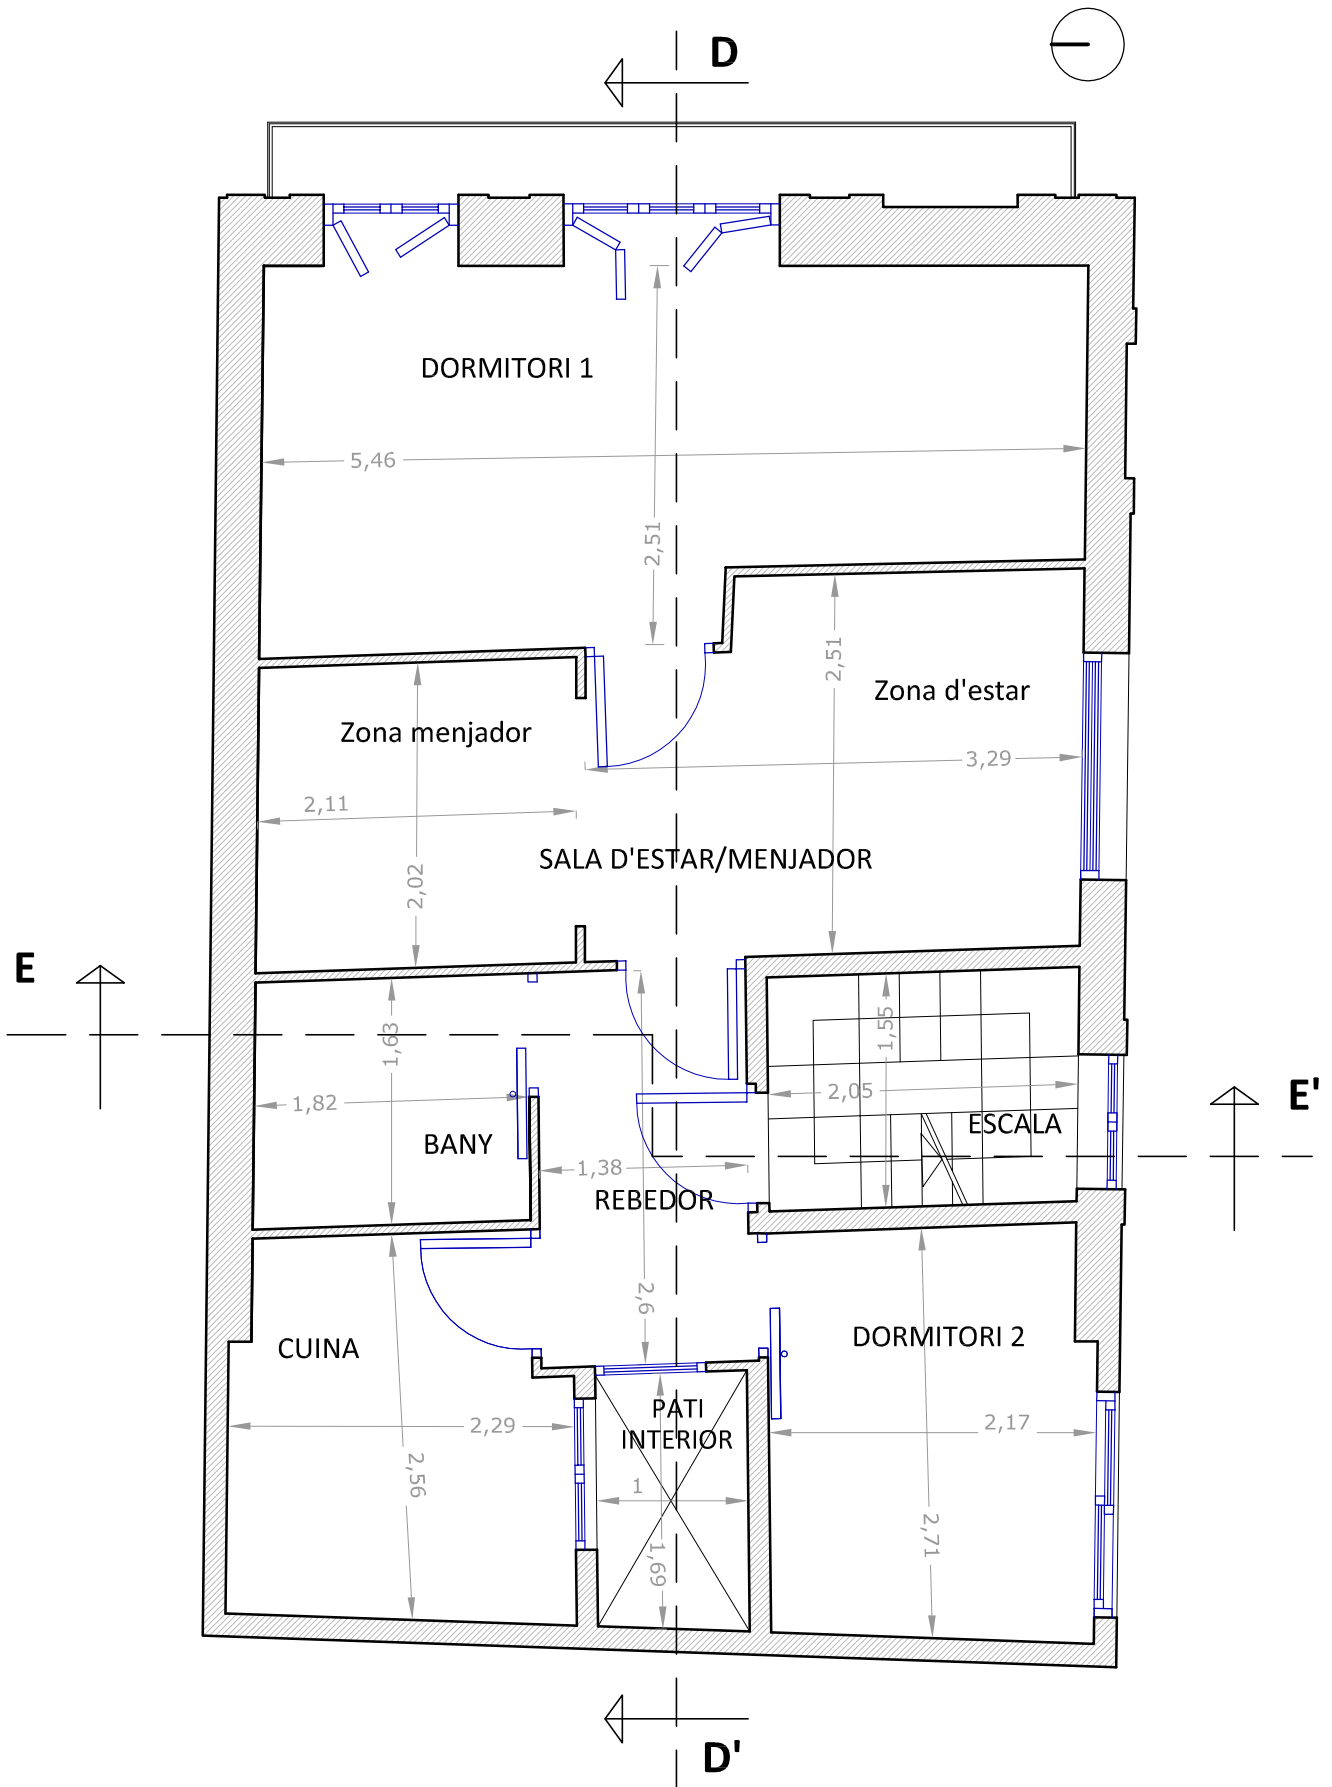 D
DORMITORI 1
5,46
2,51
2,51
Zona d'estar
Zona menjador
3,29
2,11
SALA D'ESTAR/MENJADOR
2,02
E
1,63
1,55
2,05
E'
1,82
ESCALA
BANY
1,38
REBEDOR
2,6
DORMITORI 2
CUINA
PATI
INTERIOR
2,29
2,17
2,56
1
2,71
1,69
D'